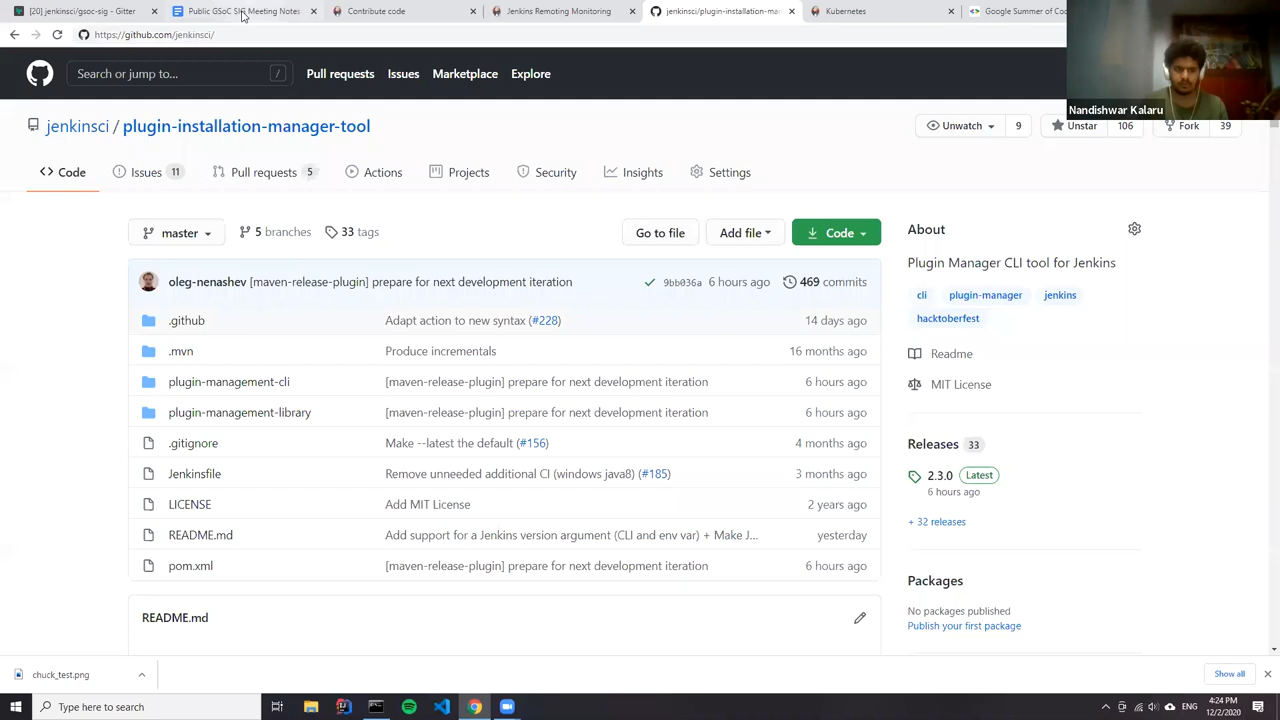 [20] jenkinsci/gsoc-sig - Gitter
Public GSoC SIG Meeting Notes
Contribute code
Jenkins Remoting Monitoring
jenkinsci/plugin-installation-ma
Kubernetes
Google Summer of Coc
https://github.com/jenkinsci/
Search or jump to...
/
Pull requests
Issues
Marketplace
Explore
Nandishwar Kalaru
jenkinsci / plugin-installation-manager-tool
Unwatch
9
Unstar
106
Fork
39
Code
Issues 11
Pull requests 5
Actions
Projects
Security
Insights
Settings
master
5 branches
33 tags
Go to file
Add file
Code
oleg-nenashev [maven-release-plugin] prepare for next development iteration
9bb036a 6 hours ago
469 commits
.github
Adapt action to new syntax (#228)
14 days ago
.mvn
Produce incrementals
16 months ago
plugin-management-cli
[maven-release-plugin] prepare for next development iteration
6 hours ago
plugin-management-library
[maven-release-plugin] prepare for next development iteration
6 hours ago
.gitignore
Make --latest the default (#156)
4 months ago
Jenkinsfile
Remove unneeded additional CI (windows java8) (#185)
3 months ago
LICENSE
Add MIT License
2 years ago
README.md
Add support for a Jenkins version argument (CLI and env var) + Make J...
yesterday
pom.xml
[maven-release-plugin] prepare for next development iteration
6 hours ago
README.md
About
Plugin Manager CLI tool for Jenkins
cli
plugin-manager
jenkins
hacktoberfest
Readme
MIT License
Releases 33
2.3.0 Latest
6 hours ago
+ 32 releases
Packages
No packages published
Publish your first package
chuck_test.png
Show all
Type here to search
ENG
4:24 PM
12/2/2020